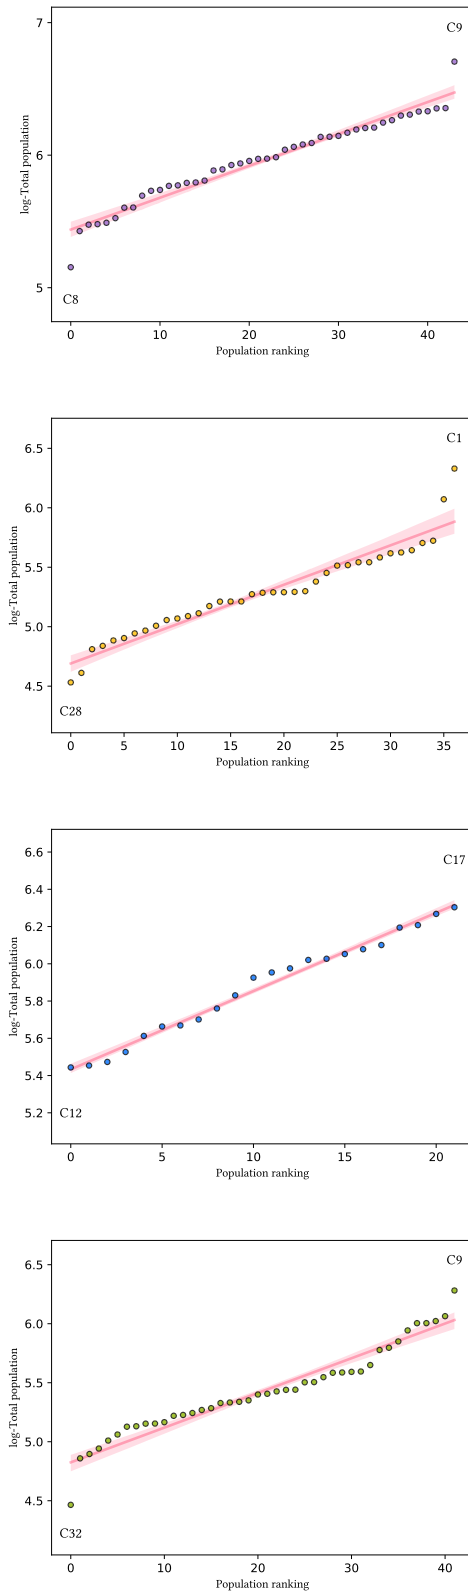 7
C9
6
log-Total population
5
C8
0 10 20 30 40
Population ranking
6.5
C1
6.0
5.5
log-Total population
5.0
4.5
C28
0 5 10 15 20 25 30 35
Population ranking
6.6
C17
6.4
6.2
6.0
log-Total population
5.8
5.6
5.4
5.2
C12
0 5 10 15 20
Population ranking
6.5
C9
6.0
5.5
log-Total population
5.0
4.5
C32
0 10 20 30 40
Population ranking